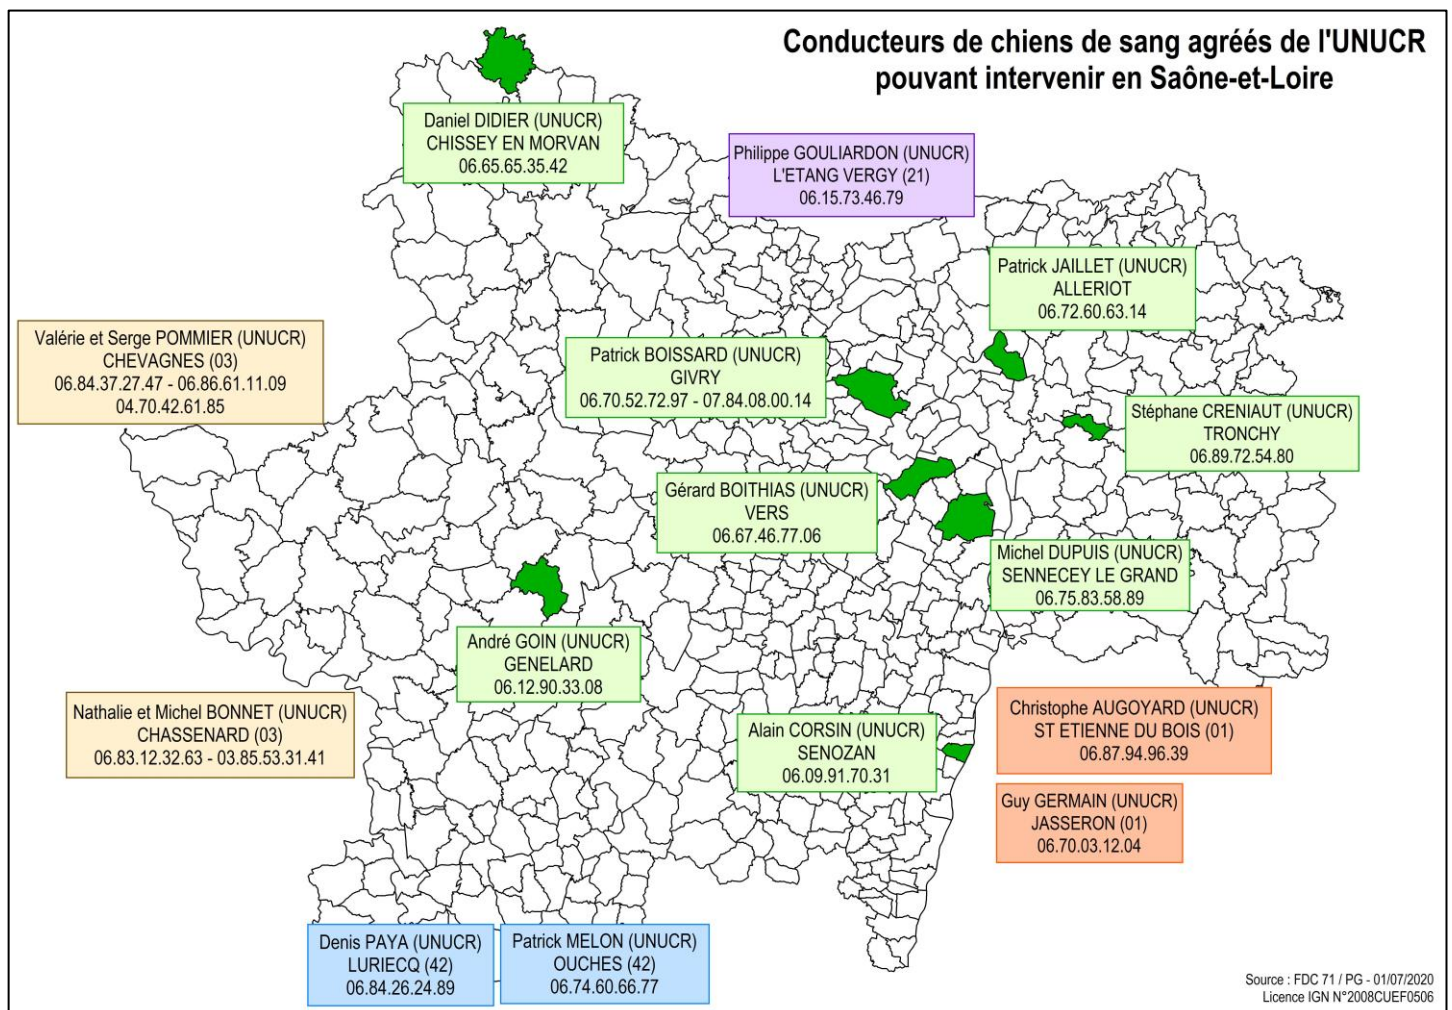 Conducteurs de chiens de sang agréés de l'UNUCR
pouvant intervenir en Saône-et-Loire
Daniel DIDIER (UNUCR)
CHISSEY EN MORVAN
06.65.65.35.42
Philippe GOULIARDON (UNUCR)
L'ETANG VERGY (21)
06.15.73.46.79
Patrick JAILLET (UNUCR)
ALLERIOT
06.72.60.63.14
Valérie et Serge POMMIER (UNUCR)
CHEVAGNES (03)
06.84.37.27.47 - 06.86.61.11.09
04.70.42.61.85
Patrick BOISSARD (UNUCR)
GIVRY
06.70.52.72.97 - 07.84.08.00.14
Stéphane CRENIAUT (UNUCR)
TRONCHY
06.89.72.54.80
Gérard BOITHIAS (UNUCR)
VERS
06.67.46.77.06
Michel DUPUIS (UNUCR)
SENNECEY LE GRAND
06.75.83.58.89
André GOIN (UNUCR)
GENELARD
06.12.90.33.08
Nathalie et Michel BONNET (UNUCR)
CHASSENARD (03)
06.83.12.32.63 - 03.85.53.31.41
Alain CORSIN (UNUCR)
SENOZAN
06.09.91.70.31
Christophe AUGOYARD (UNUCR)
ST ETIENNE DU BOIS (01)
06.87.94.96.39
Guy GERMAIN (UNUCR)
JASSERON (01)
06.70.03.12.04
Denis PAYA (UNUCR)
LURIECQ (42)
06.84.26.24.89
Patrick MELON (UNUCR)
OUCHES (42)
06.74.60.66.77
Source : FDC 71 / PG - 01/07/2020
Licence IGN N°2008CUEF0506